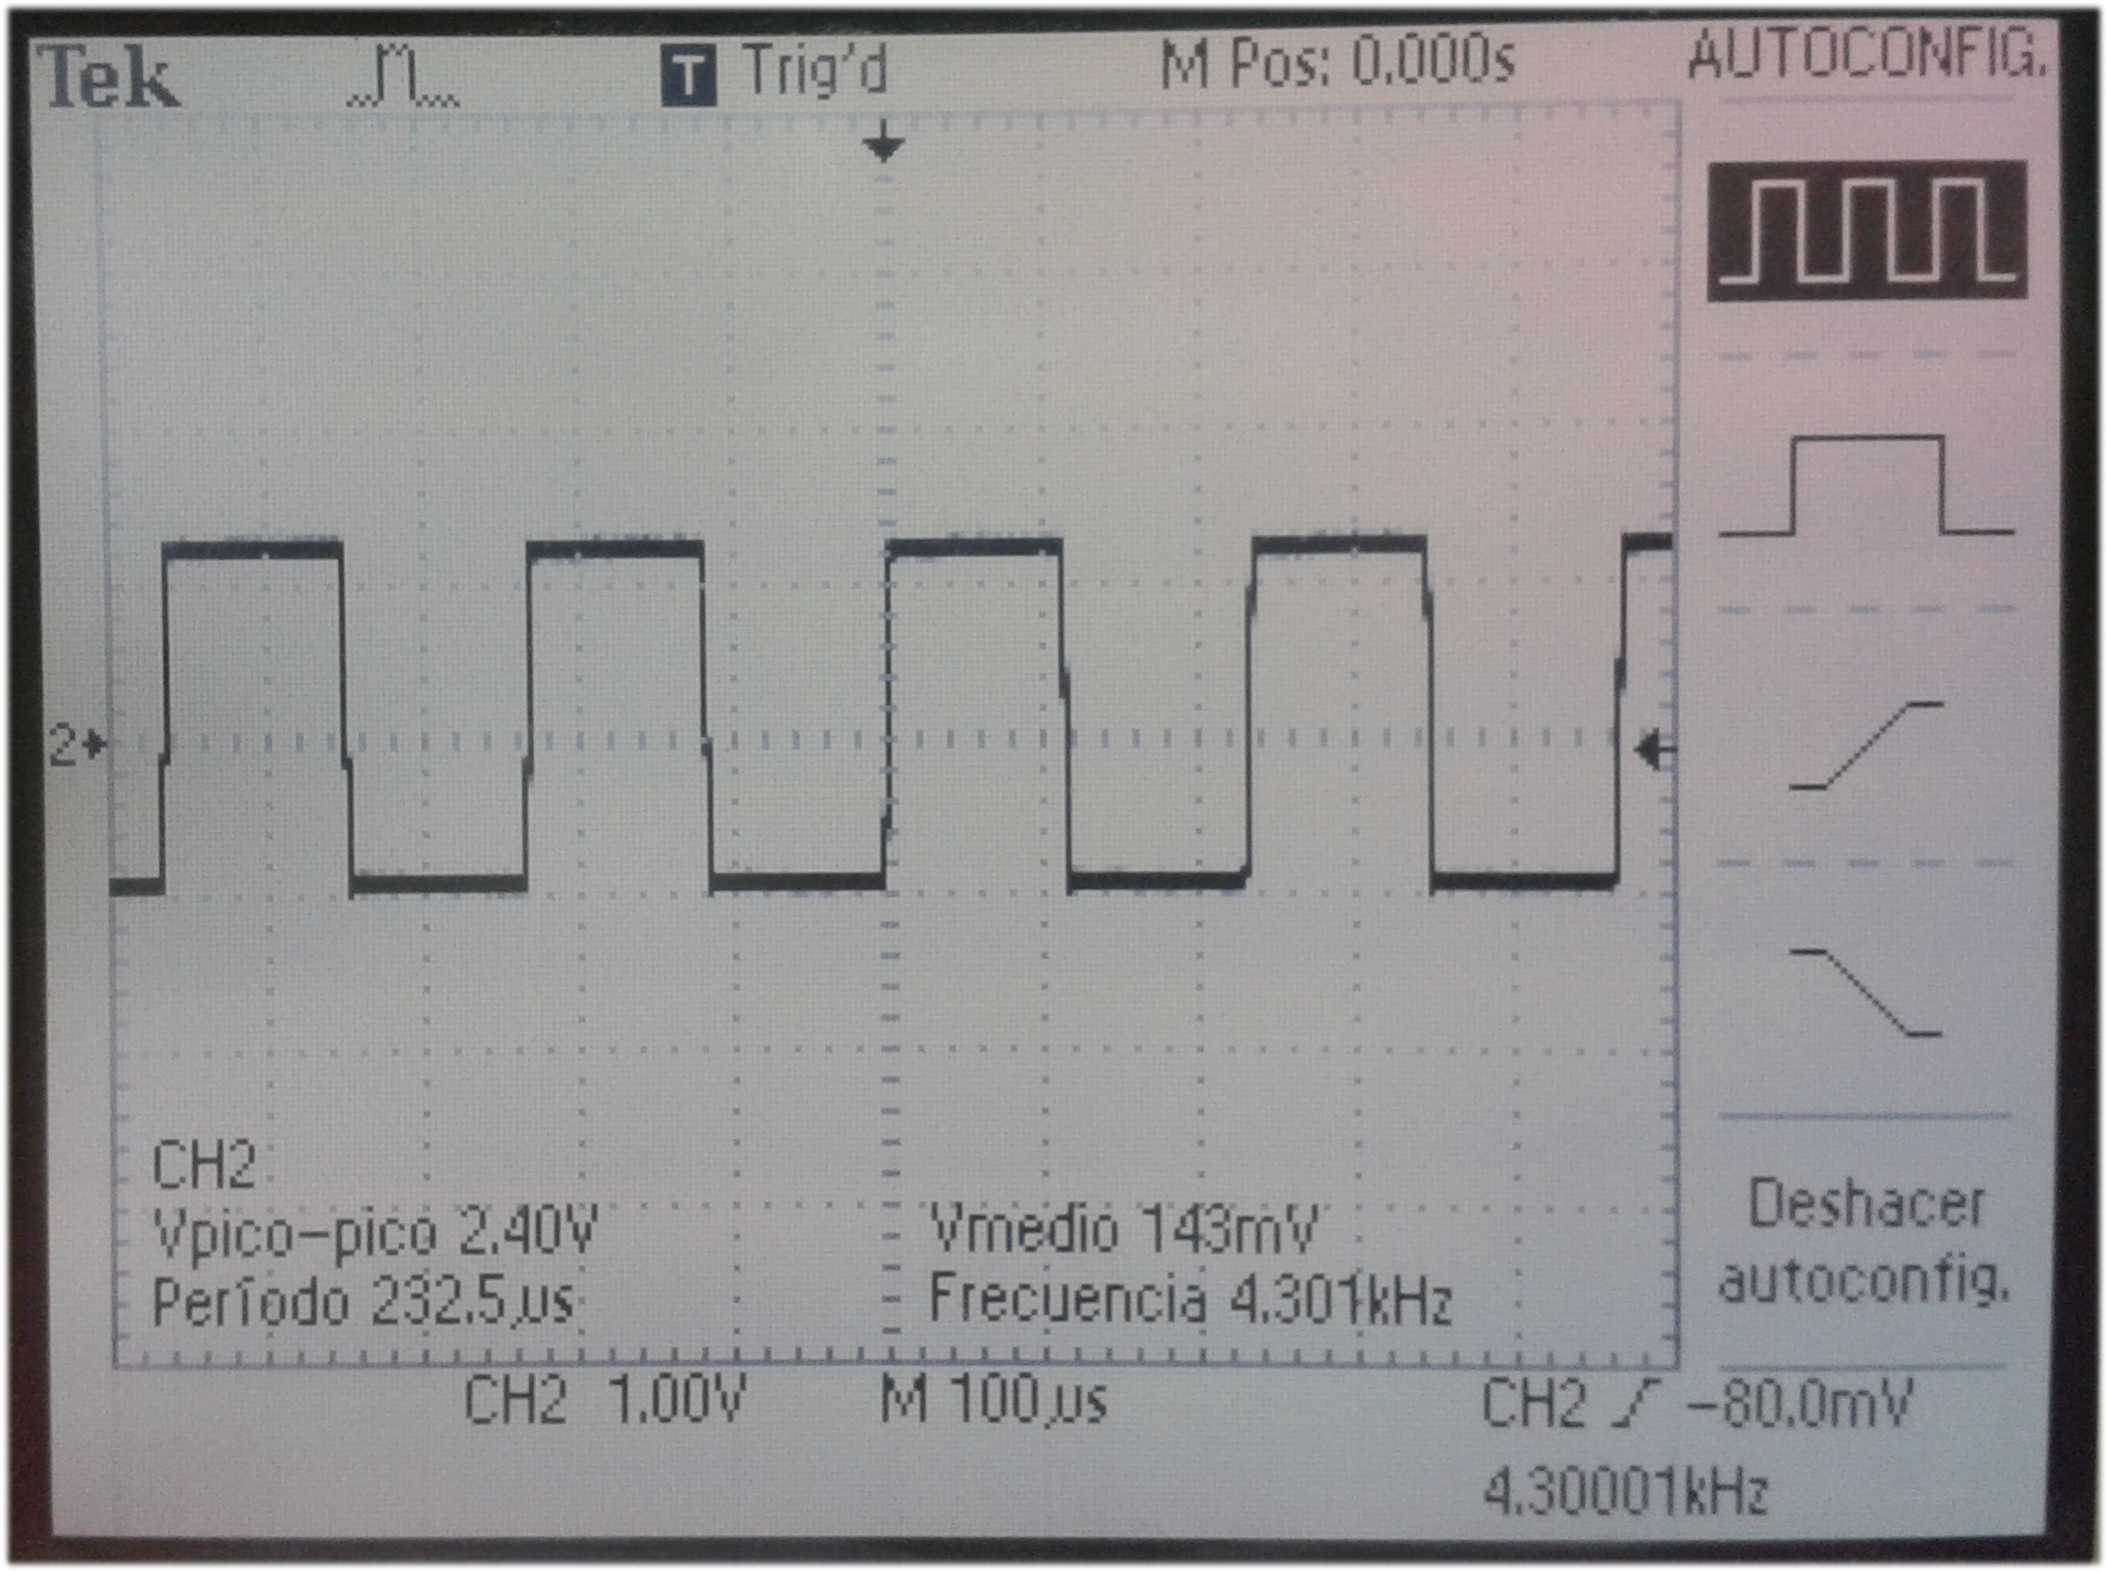 Tek T Trig'd M Pos: 0.000s AUTOCONFIG.
2
CH2
Vpico-pico 2.40V Vmedio 143mV
Período 232.5µs Frecuencia 4.301kHz
Deshacer
autoconfig.
CH2 1.00V M 100µs CH2 -80.0mV
4.30001kHz